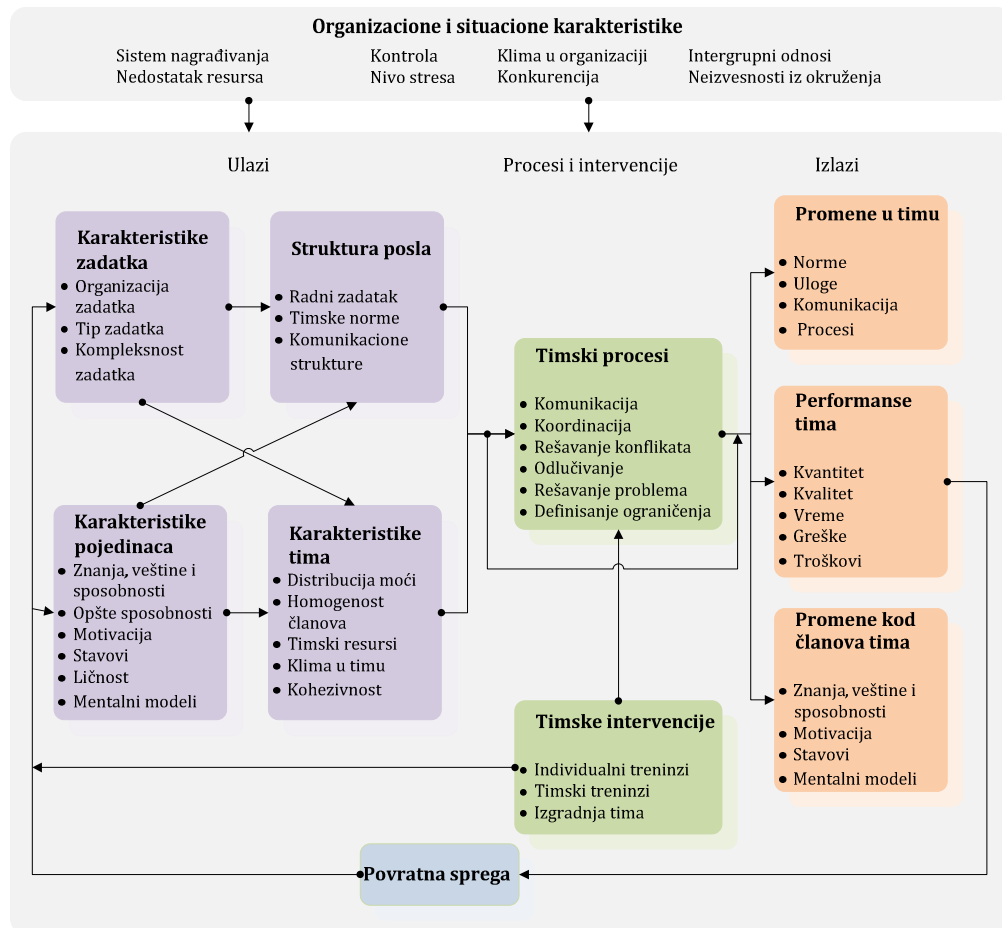 Organizacione i situacione karakteristike
Sistem nagrađivanja
Nedostatak resursa
Kontrola
Nivo stresa
Klima u organizaciji
Konkurencija
Intergrupni odnosi
Neizvesnosti iz okruženja
Ulazi
Procesi i intervencije
Izlazi
Karakteristike
zadatka
• Organizacija
zadatka
• Tip zadatka
• Kompleksnost
zadatka
Struktura posla
• Radni zadatak
• Timske norme
• Komunikacione
strukture
Karakteristike
pojedinaca
• Znanja, veštine i
sposobnosti
• Opšte sposobnosti
• Motivacija
• Stavovi
• Ličnost
• Mentalni modeli
Karakteristike
tima
• Distribucija moći
• Homogenost
članova
• Timski resursi
• Klima u timu
• Kohezivnost
Timski procesi
• Komunikacija
• Koordinacija
• Rešavanje konflikata
• Odlučivanje
• Rešavanje problema
• Definisanje ograničenja
Timske intervencije
• Individualni treninzi
• Timski treninzi
• Izgradnja tima
Promene u timu
• Norme
• Uloge
• Komunikacija
• Procesi
Performanse
tima
• Kvantitet
• Kvalitet
• Vreme
• Greške
• Troškovi
Promene kod
članova tima
• Znanja, veštine i
sposobnosti
• Motivacija
• Stavovi
• Mentalni modeli
Povratna sprega